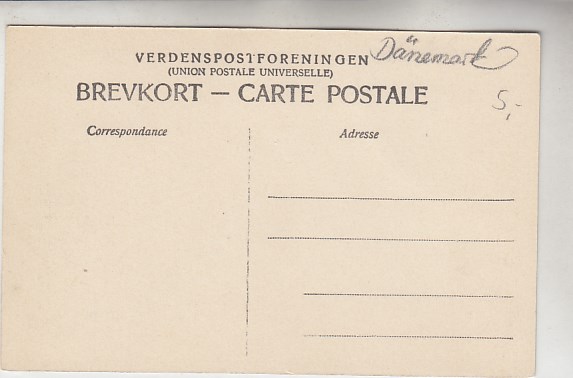 VERDENSPOSTFORENINGEN Dänemark
(UNION POSTALE UNIVERSELLE)
BREVKORT — CARTE POSTALE
5,-
Correspondance
Adresse